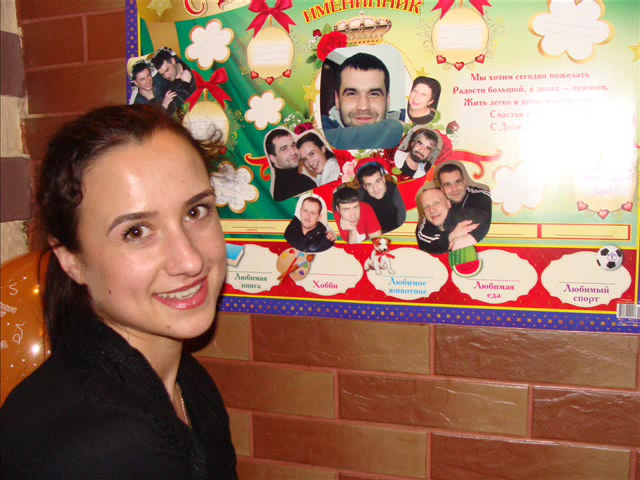 С
ИМЕНИННИК
Мы хотим сегодня пожелать
Радости большой, в делах — везения,
Жить легко и
Счастья
С Днём
Любимая
книга
Хобби
Любимое
животное
Любимая
еда
Любимый
спорт